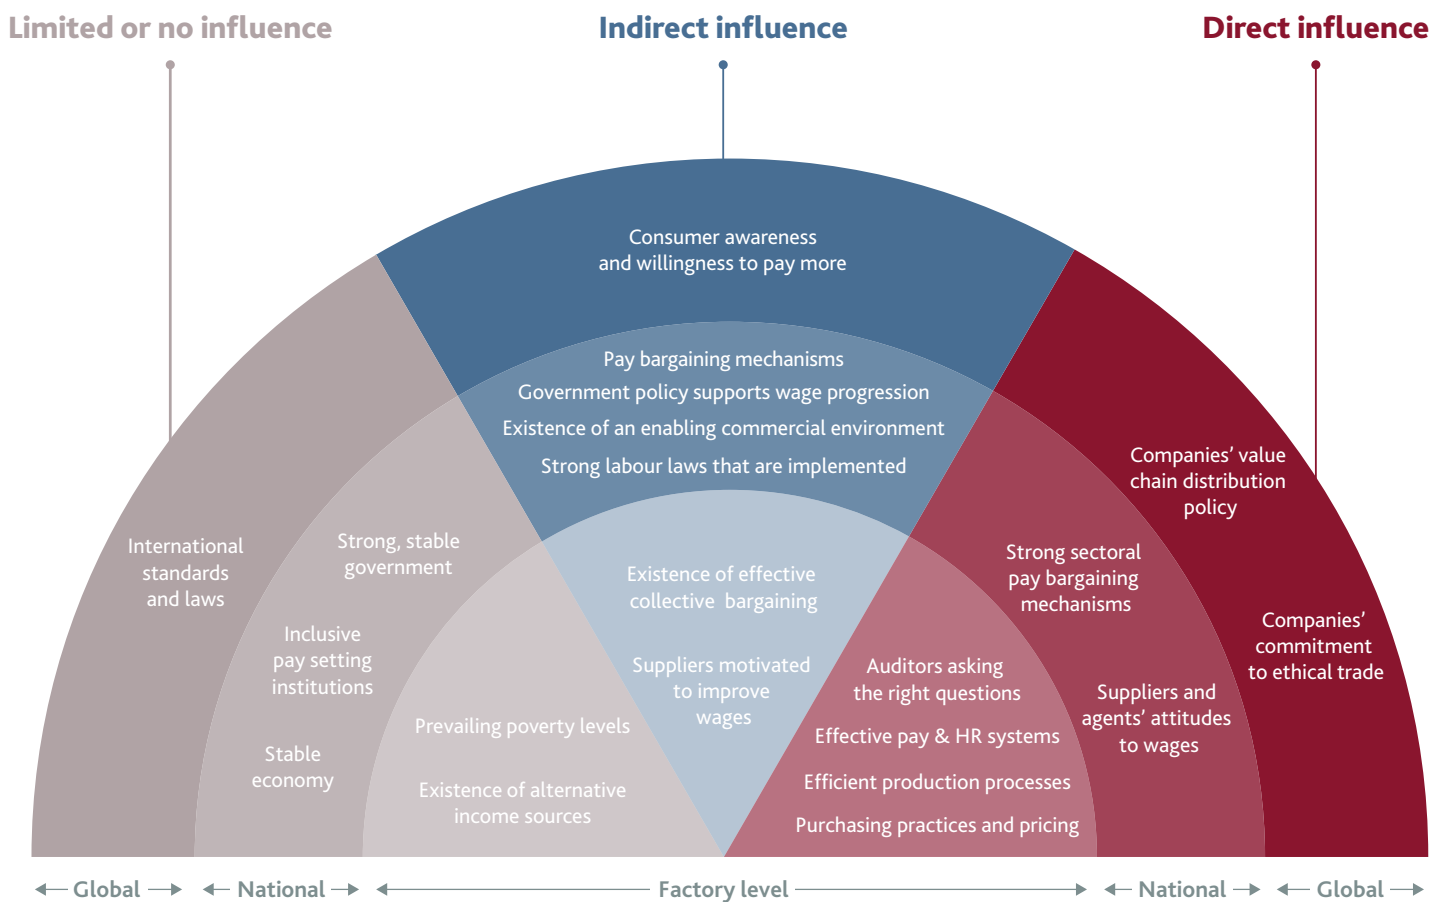 Limited or no influence
Indirect influence
Direct influence
Consumer awareness
and willingness to pay more
Pay bargaining mechanisms
Government policy supports wage progression
Existence of an enabling commercial environment
Strong labour laws that are implemented
International
standards
and laws
Strong, stable
government
Inclusive
pay setting
institutions
Stable
economy
Prevailing poverty levels
Existence of alternative
income sources
Existence of effective
collective bargaining
Suppliers motivated
to improve
wages
Auditors asking
the right questions
Effective pay & HR systems
Efficient production processes
Purchasing practices and pricing
Strong sectoral
pay bargaining
mechanisms
Suppliers and
agents’ attitudes
to wages
Companies’ value
chain distribution
policy
Companies’
commitment
to ethical trade
Global
National
Factory level
National
Global